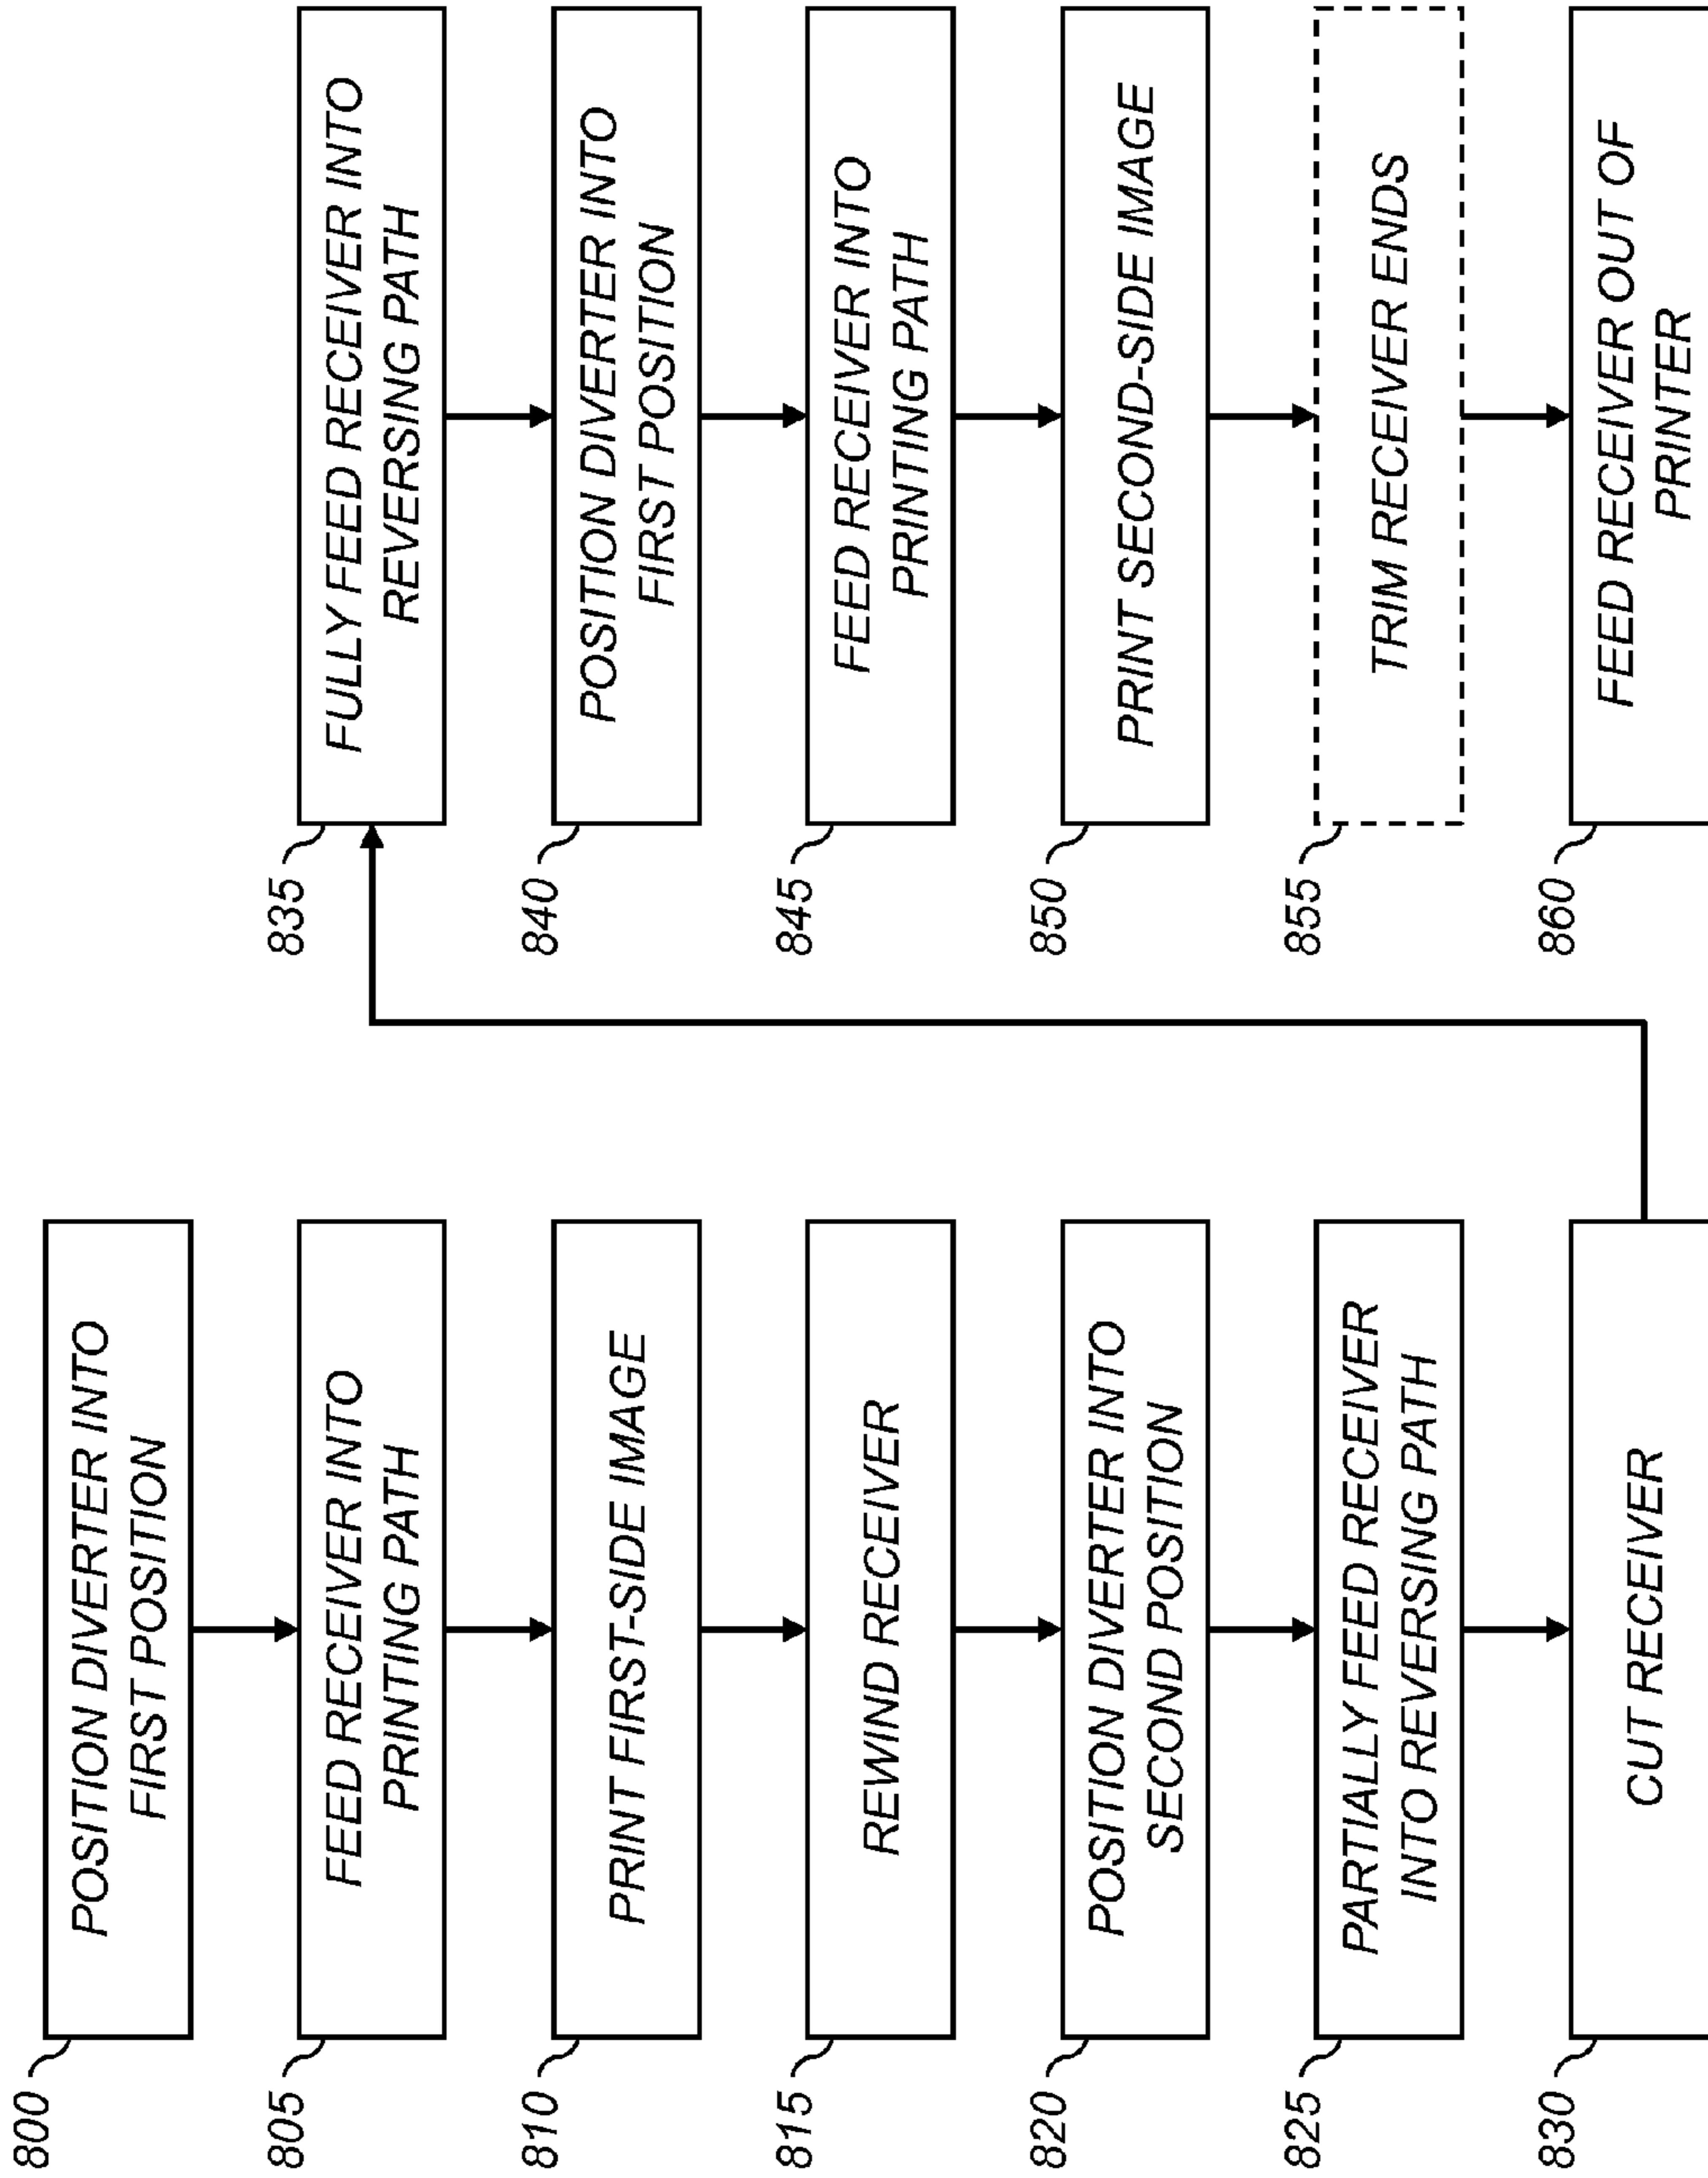 800
POSITION DIVERTER INTO
FIRST POSITION
805
FEED RECEIVER INTO
PRINTING PATH
810
PRINT FIRST-SIDE IMAGE
815
REWIND RECEIVER
820
POSITION DIVERTER INTO
SECOND POSITION
825
PARTIALLY FEED RECEIVER
INTO REVERSING PATH
830
CUT RECEIVER
835
FULLY FEED RECEIVER INTO
REVERSING PATH
840
POSITION DIVERTER INTO
FIRST POSITION
845
FEED RECEIVER INTO
PRINTING PATH
850
PRINT SECOND-SIDE IMAGE
855
TRIM RECEIVER ENDS
860
FEED RECEIVER OUT OF
PRINTER